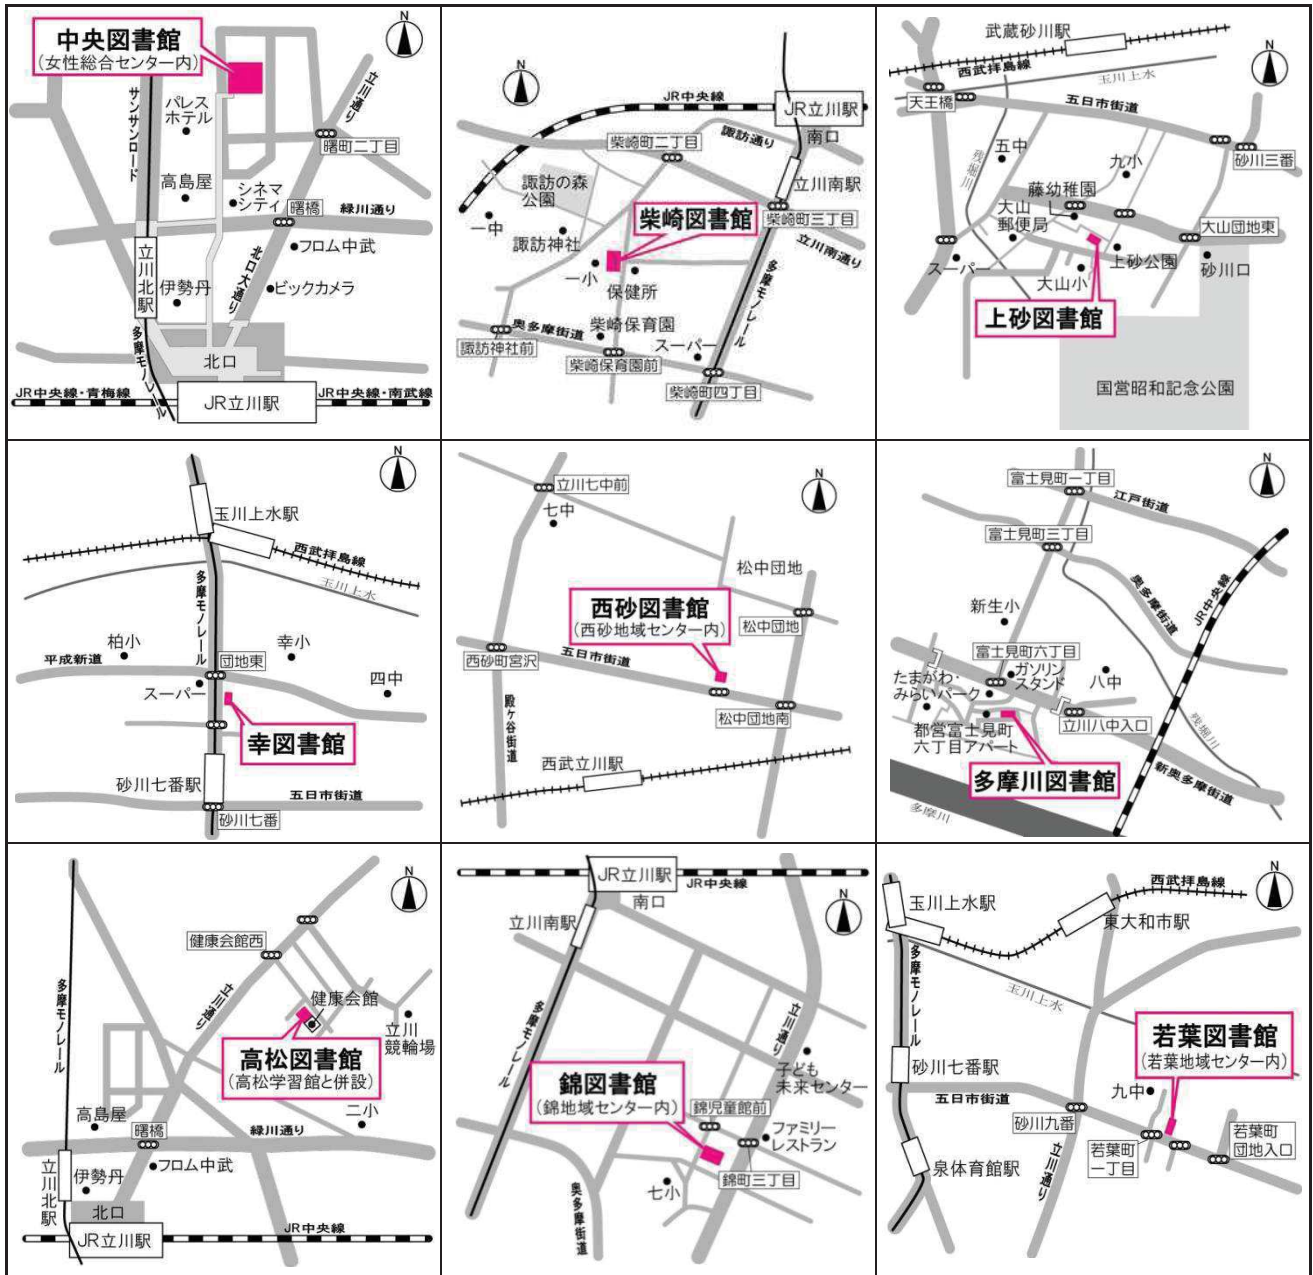 中央図書館
(女性総合センター内)
N
サンサンロード
パレス
ホテル
立川通り
曙町二丁目
高島屋
シネマ
シティ
曙橋
緑川通り
フロム中武
立川北駅
北口大通り
伊勢丹
ビックカメラ
多摩モノレール
北口
JR中央線・青梅線
JR立川駅
JR中央線・南武線
N
JR中央線
JR立川駅
南口
柴崎町二丁目
諏訪通り
立川南駅
諏訪の森
公園
柴崎図書館
柴崎町三丁目
一中
諏訪神社
立川南通り
一小
保健所
多摩モノレール
奥多摩街道
柴崎保育園
スーパー
諏訪神社前
柴崎保育園前
柴崎町四丁目
武蔵砂川駅
N
西武拝島線
玉川上水
天王橋
五日市街道
五中
九小
砂川三番
残堀川
藤幼稚園
大山
郵便局
大山団地東
スーパー
上砂公園
大山小
砂川口
上砂図書館
国営昭和記念公園
N
玉川上水駅
西武拝島線
玉川上水
多摩モノレール
柏小
幸小
平成新道
団地東
スーパー
四中
幸図書館
砂川七番駅
五日市街道
砂川七番
N
立川七中前
七中
松中団地
西砂図書館
(西砂地域センター内)
松中団地
西砂町宮沢
五日市街道
松中団地南
殿ヶ谷街道
西武立川駅
N
富士見町一丁目
江戸街道
富士見町三丁目
奥多摩街道
JR中央線
新生小
富士見町六丁目
ガソリン
スタンド
たまがわ・
みらいパーク
八中
都営富士見町
六丁目アパート
立川八中入口
残堀川
多摩川図書館
新奥多摩街道
多摩川
N
健康会館西
多摩モノレール
立川通り
健康会館
立川
競輪場
高松図書館
(高松学習館と併設)
高島屋
二小
曙橋
緑川通り
立川北駅
伊勢丹
フロム中武
北口
JR立川駅
JR中央線
JR立川駅
JR中央線
南口
N
立川南駅
多摩モノレール
立川通り
子ども
未来センター
錦図書館
(錦地域センター内)
錦児童館前
ファミリー
レストラン
七小
錦町三丁目
奥多摩街道
N
西武拝島線
玉川上水駅
東大和市駅
多摩モノレール
玉川上水
若葉図書館
(若葉地域センター内)
砂川七番駅
九中
五日市街道
砂川九番
若葉町
一丁目
若葉町
団地入口
泉体育館駅
立川通り